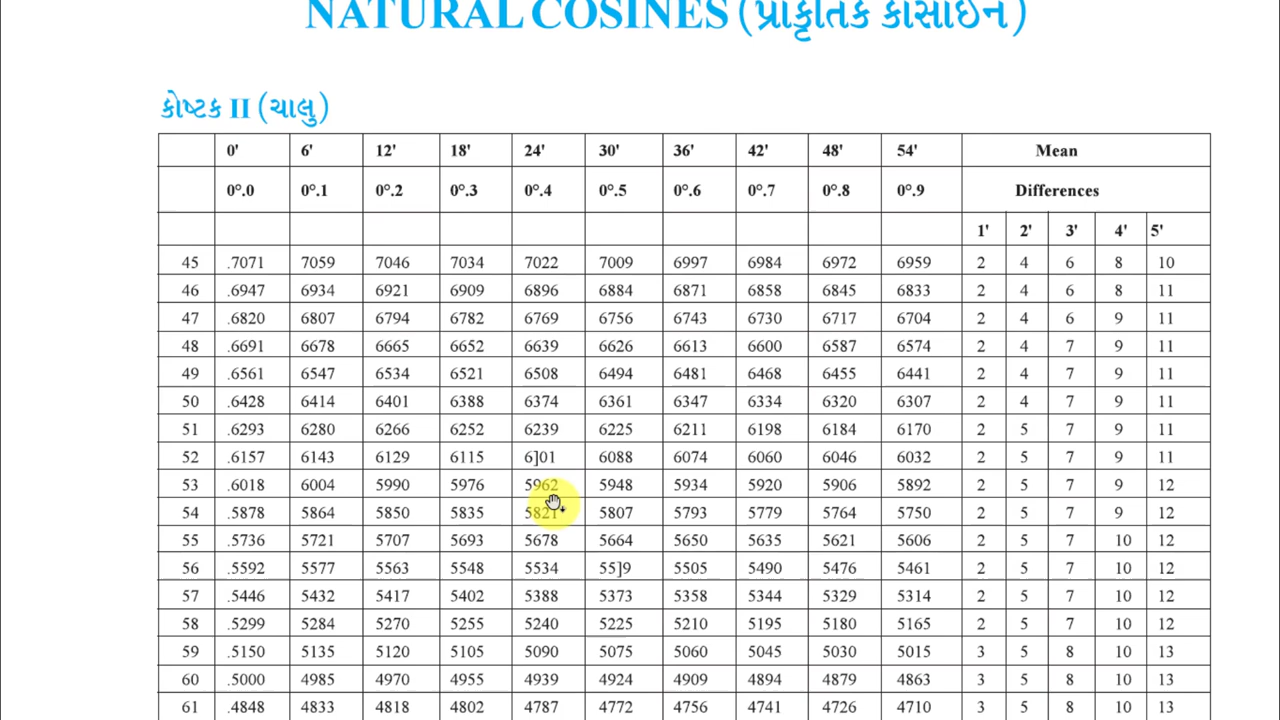 NATURAL COSINES (પ્રાકૃતિક કોસાઇન)
કોષ્ટક II (ચાલુ)
0' 6' 12' 18' 24' 30' 36' 42' 48' 54' Mean
0°.0 0°.1 0°.2 0°.3 0°.4 0°.5 0°.6 0°.7 0°.8 0°.9 Differences
1' 2' 3' 4' 5'
45 .7071 7059 7046 7034 7022 7009 6997 6984 6972 6959 2 4 6 8 10
46 .6947 6934 6921 6909 6896 6884 6871 6858 6845 6833 2 4 6 8 11
47 .6820 6807 6794 6782 6769 6756 6743 6730 6717 6704 2 4 6 9 11
48 .6691 6678 6665 6652 6639 6626 6613 6600 6587 6574 2 4 7 9 11
49 .6561 6547 6534 6521 6508 6494 6481 6468 6455 6441 2 4 7 9 11
50 .6428 6414 6401 6388 6374 6361 6347 6334 6320 6307 2 4 7 9 11
51 .6293 6280 6266 6252 6239 6225 6211 6198 6184 6170 2 5 7 9 11
52 .6157 6143 6129 6115 6]01 6088 6074 6060 6046 6032 2 5 7 9 11
53 .6018 6004 5990 5976 5962 5948 5934 5920 5906 5892 2 5 7 9 12
54 .5878 5864 5850 5835 5821 5807 5793 5779 5764 5750 2 5 7 9 12
55 .5736 5721 5707 5693 5678 5664 5650 5635 5621 5606 2 5 7 10 12
56 .5592 5577 5563 5548 5534 55]9 5505 5490 5476 5461 2 5 7 10 12
57 .5446 5432 5417 5402 5388 5373 5358 5344 5329 5314 2 5 7 10 12
58 .5299 5284 5270 5255 5240 5225 5210 5195 5180 5165 2 5 7 10 12
59 .5150 5135 5120 5105 5090 5075 5060 5045 5030 5015 3 5 8 10 13
60 .5000 4985 4970 4955 4939 4924 4909 4894 4879 4863 3 5 8 10 13
61 .4848 4833 4818 4802 4787 4772 4756 4741 4726 4710 3 5 8 10 13